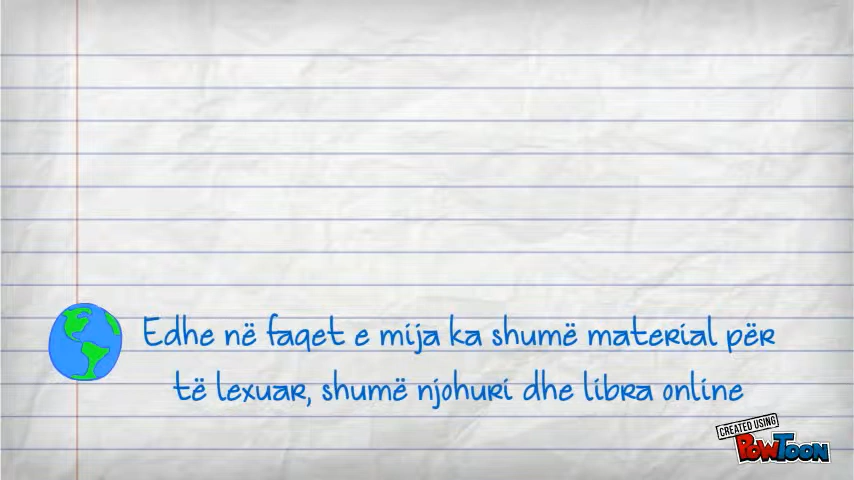 Edhe në faqet e mija ka shumë material për
të lexuar, shumë njohuri dhe libra online
CREATED USING
POWTOON